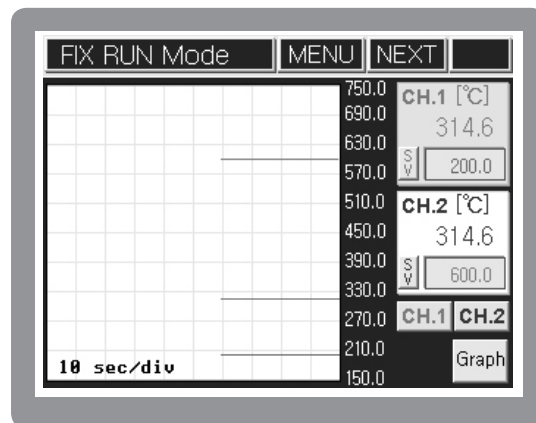 FIX RUN Mode MENU NEXT
750.0
690.0
630.0
570.0
510.0
450.0
390.0
330.0
270.0
210.0
150.0
10 sec/div
CH.1 [℃]
314.6
SV 200.0
CH.2 [℃]
314.6
SV 600.0
CH.1 CH.2
Graph